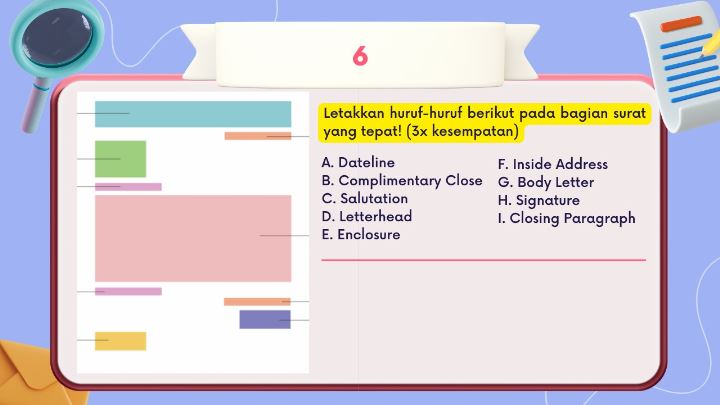 6
Letakkan huruf-huruf berikut pada bagian surat
yang tepat! (3x kesempatan)
A. Dateline
B. Complimentary Close
C. Salutation
D. Letterhead
E. Enclosure
F. Inside Address
G. Body Letter
H. Signature
I. Closing Paragraph